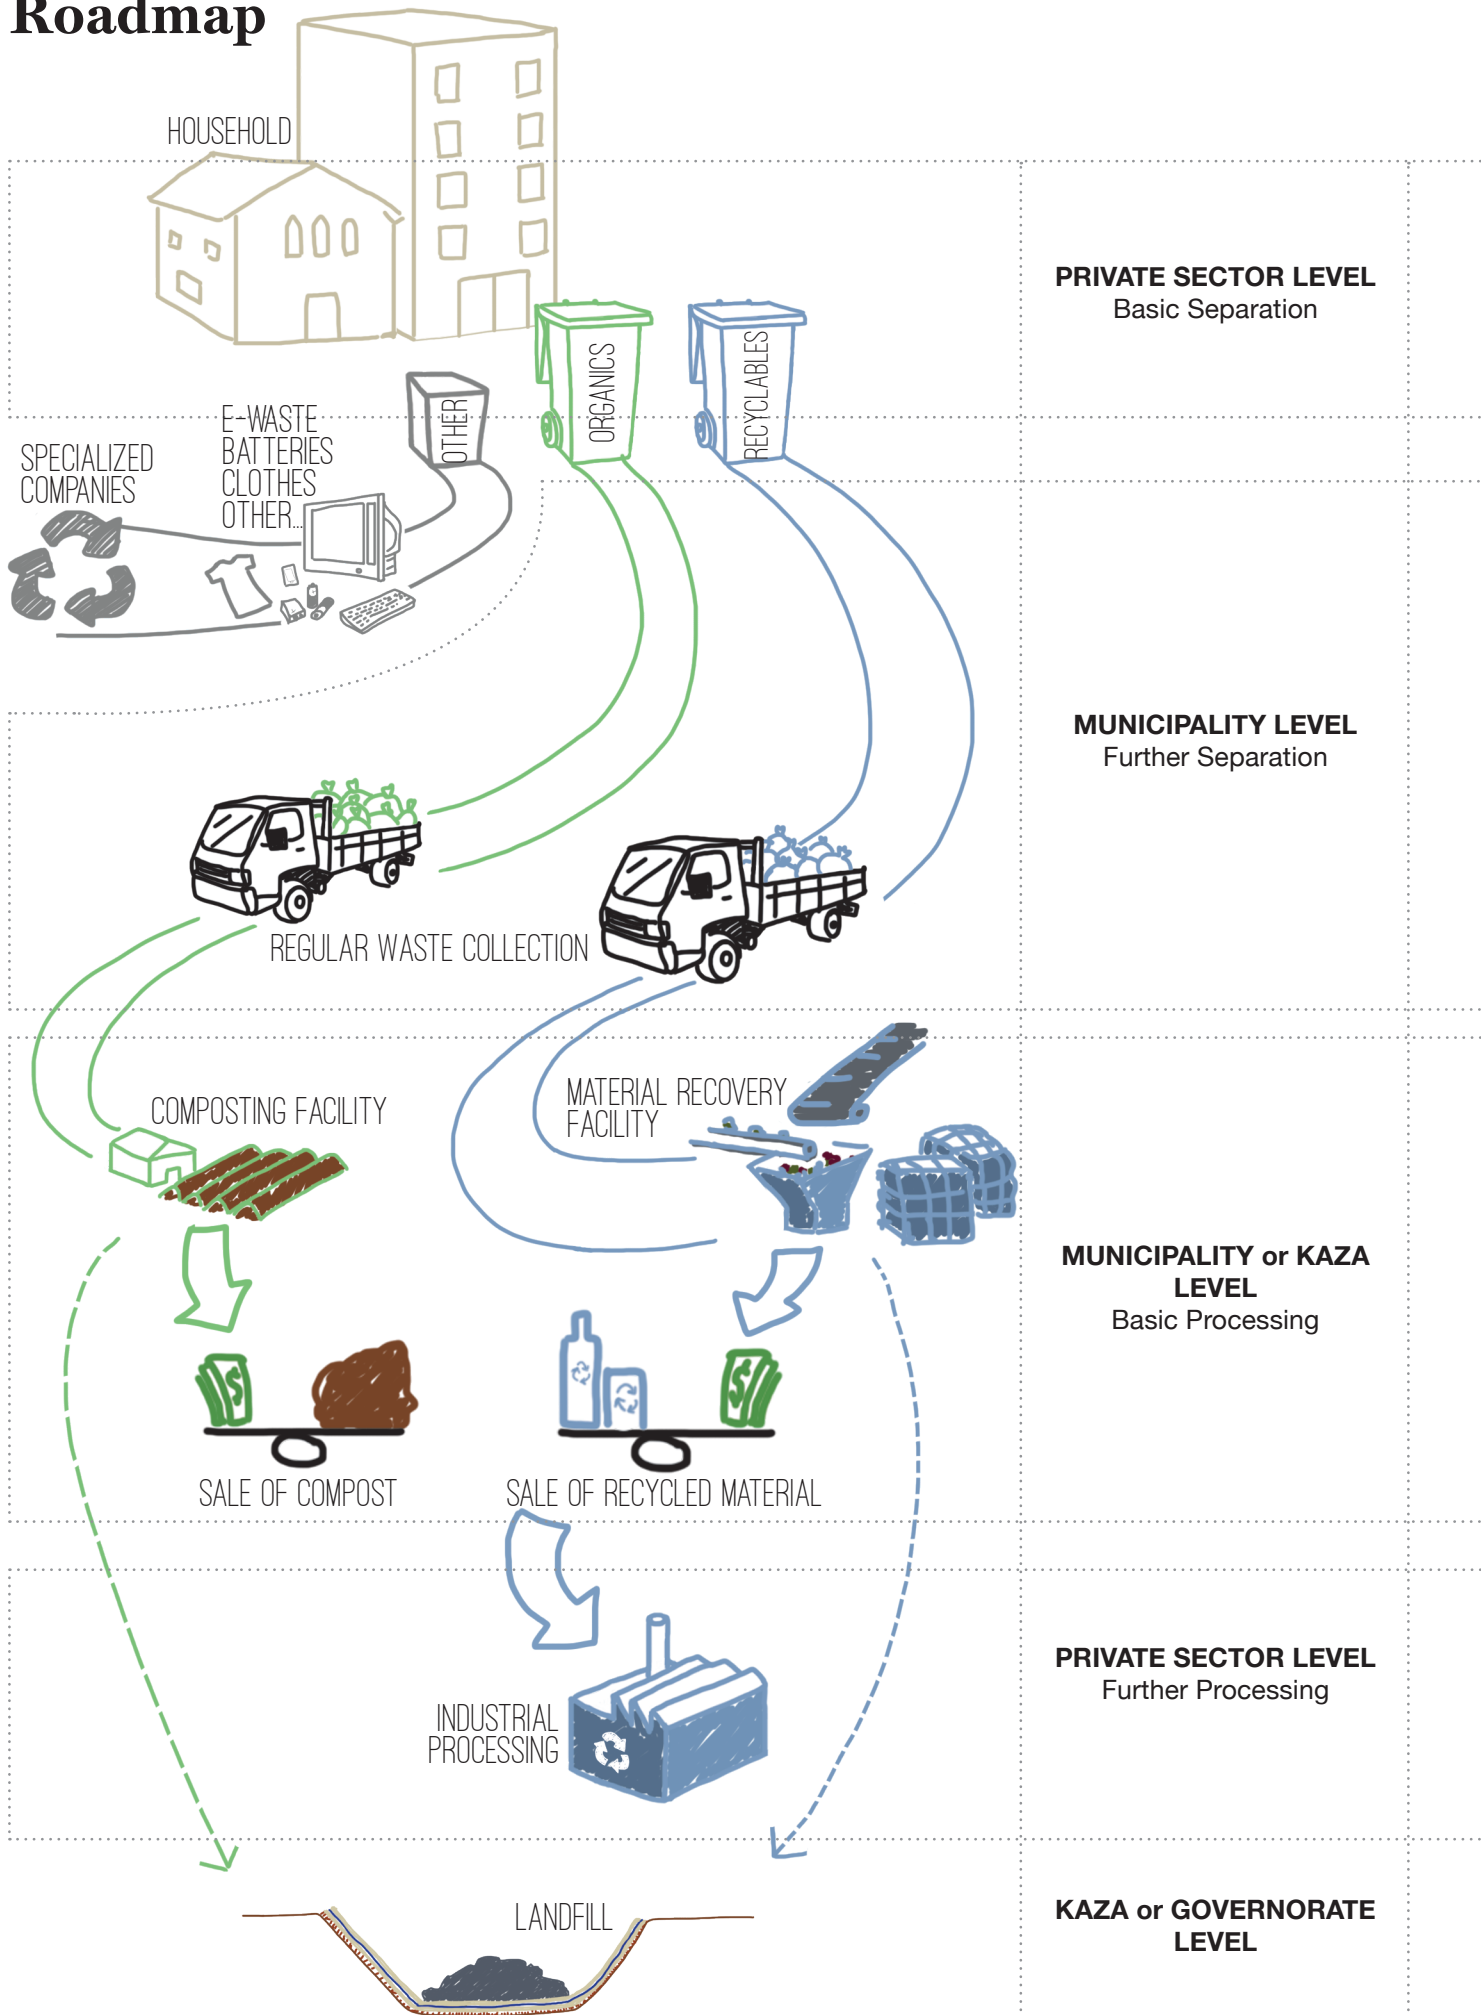 Roadmap
HOUSEHOLD
PRIVATE SECTOR LEVEL
Basic Separation
ORGANICS
RECYCLABLES
OTHER
E-WASTE
BATTERIES
CLOTHES
OTHER...
SPECIALIZED
COMPANIES
MUNICIPALITY LEVEL
Further Separation
REGULAR WASTE COLLECTION
COMPOSTING FACILITY
MATERIAL RECOVERY
FACILITY
MUNICIPALITY or KAZA
LEVEL
Basic Processing
$
$
SALE OF COMPOST
SALE OF RECYCLED MATERIAL
PRIVATE SECTOR LEVEL
Further Processing
INDUSTRIAL
PROCESSING
LANDFILL
KAZA or GOVERNORATE
LEVEL